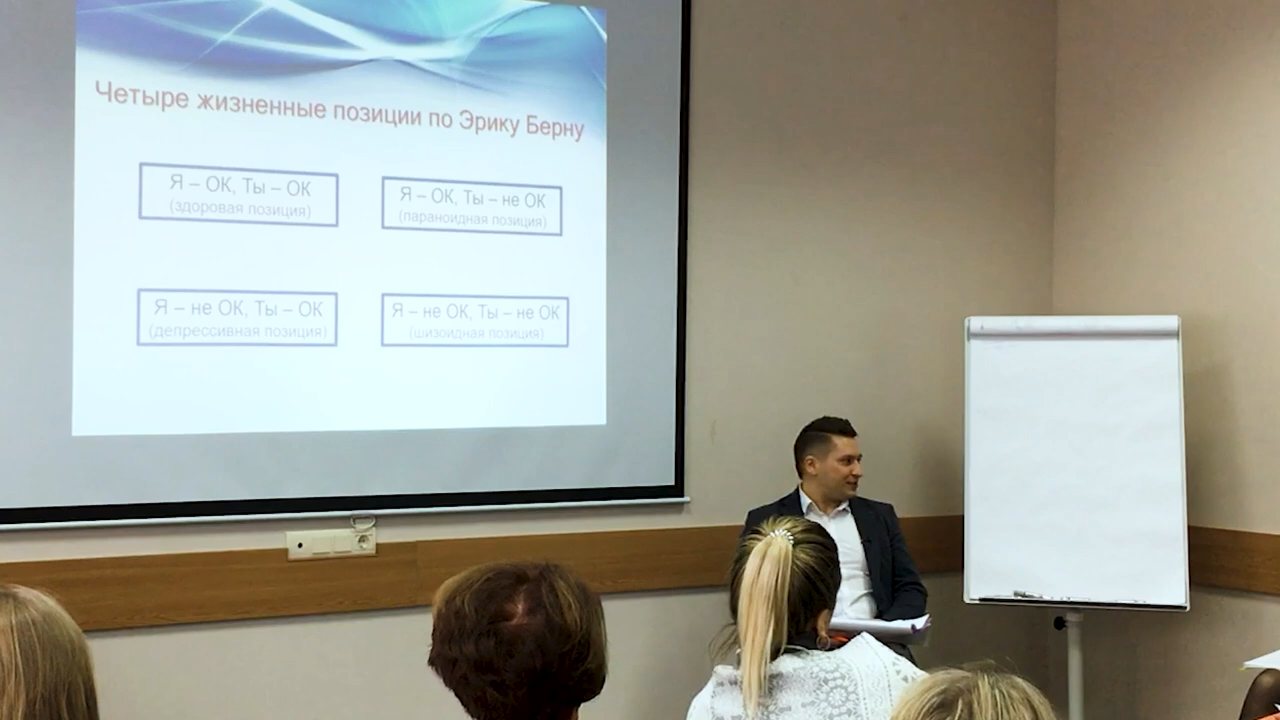 Четыре жизненные позиции по Эрику Берну
Я – ОК, Ты – ОК
(здоровая позиция)
Я – ОК, Ты – не ОК
(параноидная позиция)
Я – не ОК, Ты – ОК
(депрессивная позиция)
Я – не ОК, Ты – не ОК
(шизоидная позиция)